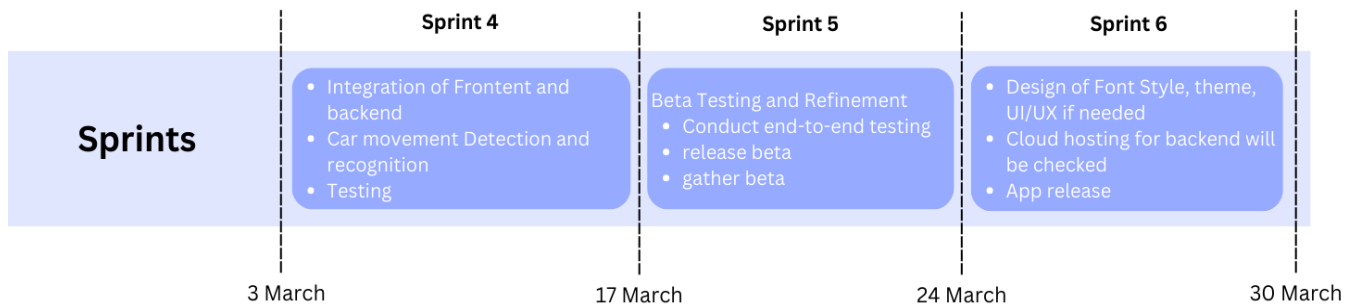 Sprint 4
Sprint 5
Sprint 6
Sprints
• Integration of Frontent and
backend
• Car movement Detection and
recognition
• Testing
Beta Testing and Refinement
• Conduct end-to-end testing
• release beta
• gather beta
• Design of Font Style, theme,
UI/UX if needed
• Cloud hosting for backend will
be checked
• App release
3 March
17 March
24 March
30 March